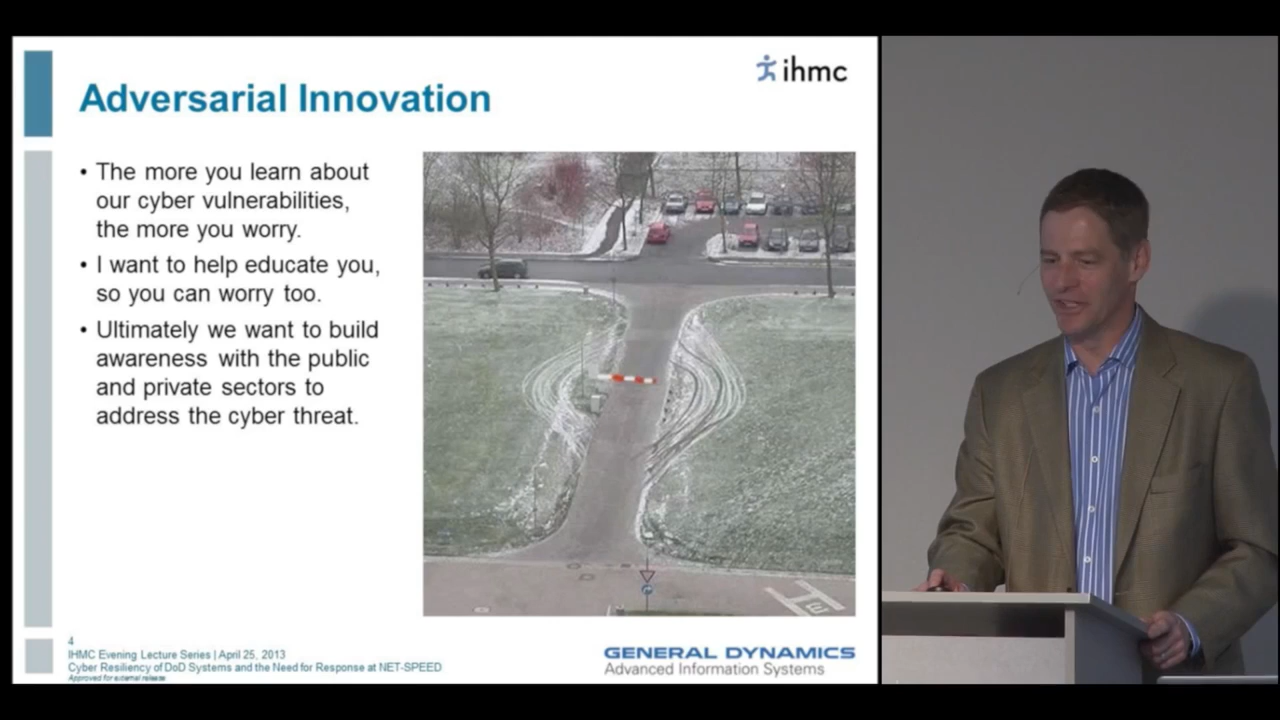 ihmc
Adversarial Innovation
• The more you learn about
our cyber vulnerabilities,
the more you worry.
• I want to help educate you,
so you can worry too.
• Ultimately we want to build
awareness with the public
and private sectors to
address the cyber threat.
4
IHMC Evening Lecture Series | April 25, 2013
Cyber Resiliency of DoD Systems and the Need for Response at NET-SPEED
Approved for external release
GENERAL DYNAMICS
Advanced Information Systems